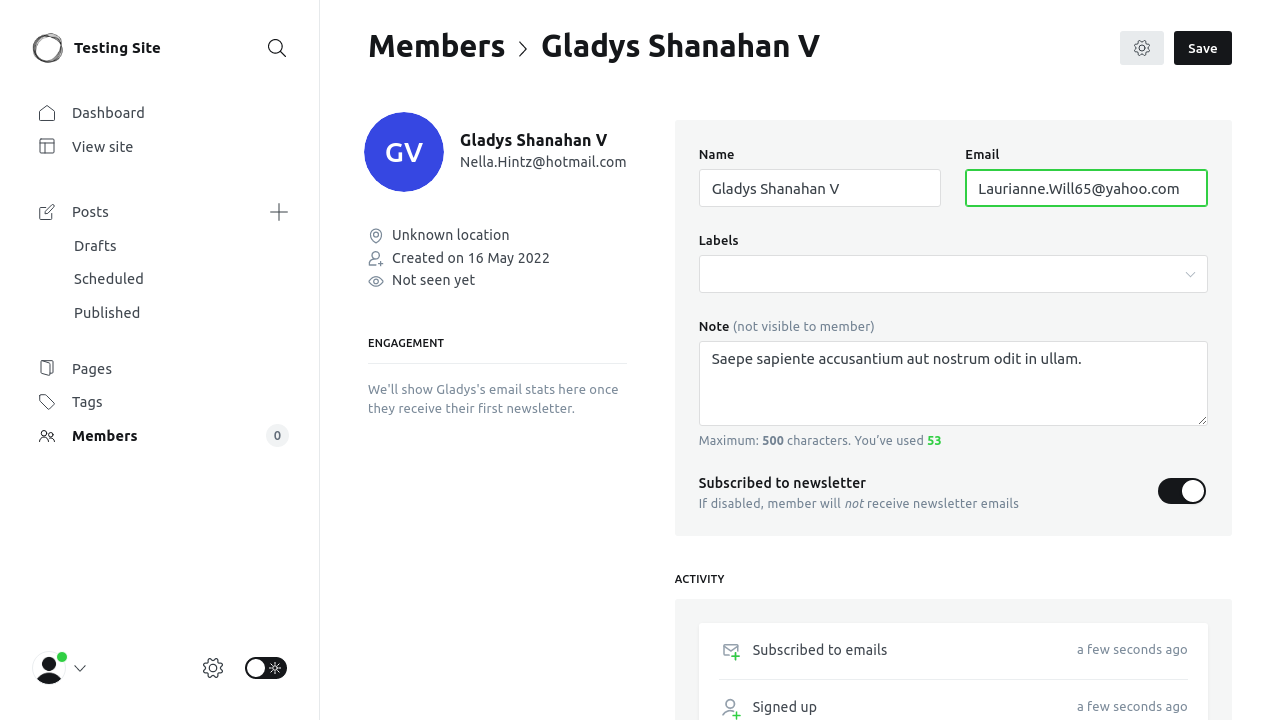 Testing Site
Dashboard
View site
Posts
Drafts
Scheduled
Published
Pages
Tags
Members 0
Members > Gladys Shanahan V
Save
GV
Gladys Shanahan V
Nella.Hintz@hotmail.com
Unknown location
Created on 16 May 2022
Not seen yet
ENGAGEMENT
We'll show Gladys's email stats here once
they receive their first newsletter.
Name
Gladys Shanahan V
Email
Laurianne.Will65@yahoo.com
Labels
Note (not visible to member)
Saepe sapiente accusantium aut nostrum odit in ullam.
Maximum: 500 characters. You've used 53
Subscribed to newsletter
If disabled, member will not receive newsletter emails
ACTIVITY
Subscribed to emails a few seconds ago
Signed up a few seconds ago